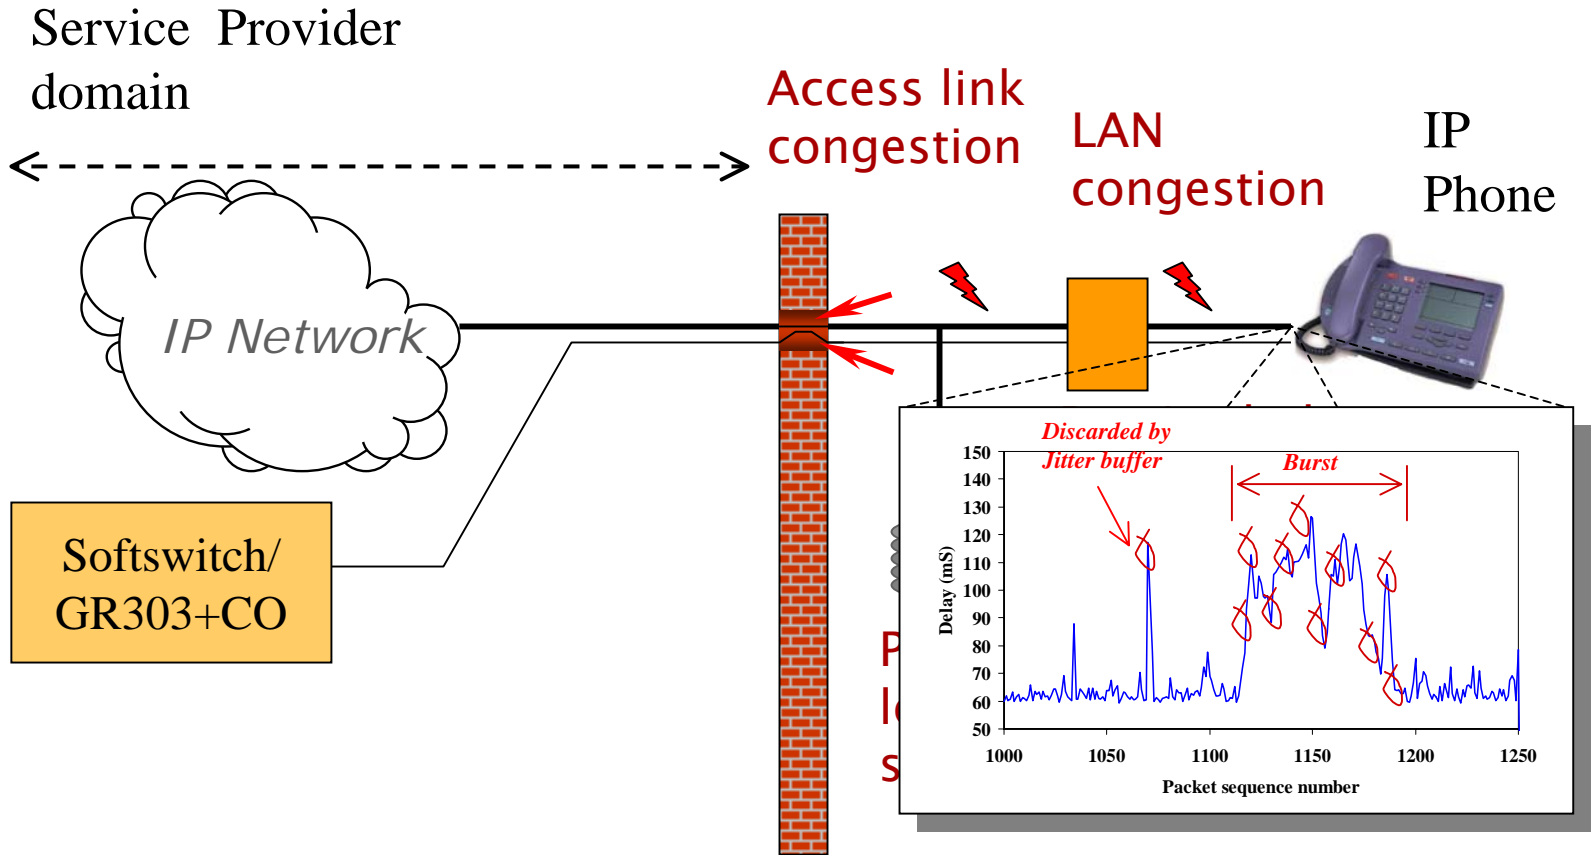 Service Provider
domain
Access link
congestion
LAN
congestion
IP
Phone
IP Network
Softswitch/
GR303+CO
Discarded by
Jitter buffer
Burst
150
140
130
120
110
100
90
80
70
60
50
Delay (mS)
1000 1050 1100 1150 1200 1250
Packet sequence number